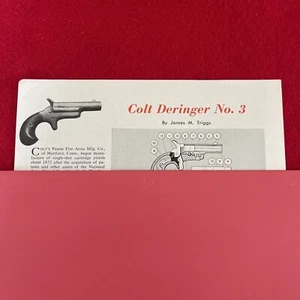 Colt Deringer No. 3
By James M. Triggs
COLT'S PATENT FIRE ARMS MFG. CO.,
of Hartford, Conn., began manu-
facture of single-shot cartridge pistols
about 1872 after the acquisition of pa-
tents and other assets of the National